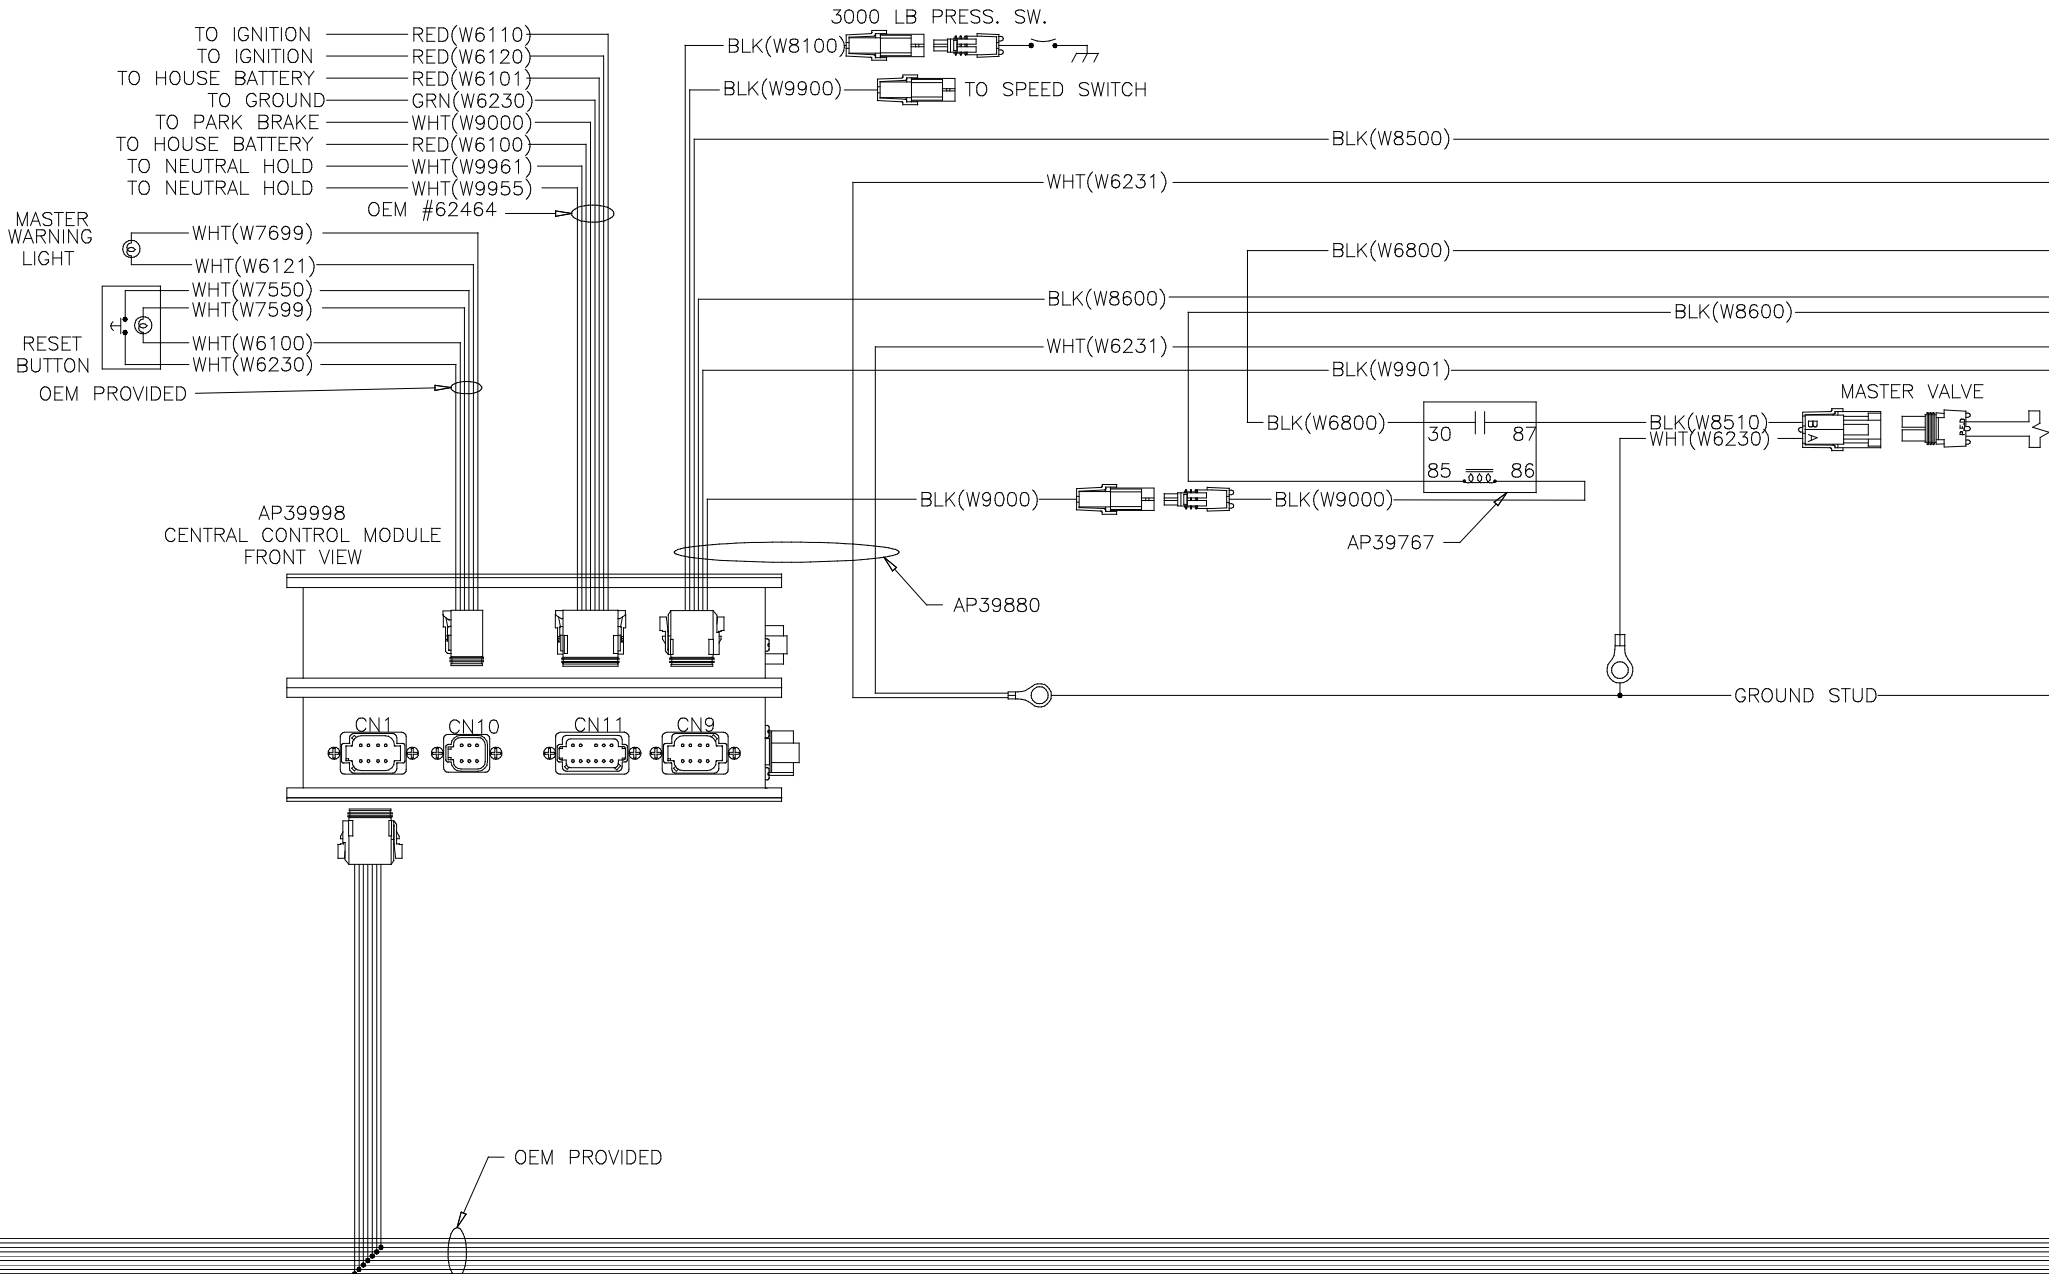 3000 LB PRESS. SW.
TO IGNITION RED(W6110)
TO IGNITION RED(W6120)
TO HOUSE BATTERY RED(W6101)
TO GROUND GRN(W6230)
TO PARK BRAKE WHT(W9000)
TO HOUSE BATTERY RED(W6100)
TO NEUTRAL HOLD WHT(W9961)
TO NEUTRAL HOLD WHT(W9955)
OEM #62464
BLK(W8100)
BLK(W9900) TO SPEED SWITCH
BLK(W8500)
WHT(W6231)
MASTER
WARNING
LIGHT
WHT(W7699)
WHT(W6121)
WHT(W7550)
WHT(W7599)
WHT(W6100)
WHT(W6230)
RESET
BUTTON
OEM PROVIDED
BLK(W6800)
BLK(W8600)
BLK(W8600)
WHT(W6231)
BLK(W9901)
MASTER VALVE
BLK(W6800)
30 87
85 86
BLK(W8510)
WHT(W6230)
B
A
BLK(W9000) BLK(W9000)
AP39767
AP39998
CENTRAL CONTROL MODULE
FRONT VIEW
AP39880
GROUND STUD
CN1 CN10 CN11 CN9
OEM PROVIDED